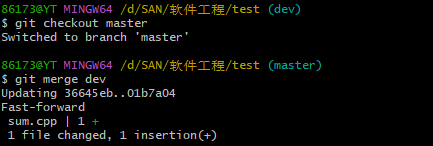 86173@YT MINGW64 /d/SAN/软件工程/test (dev)
$ git checkout master
Switched to branch 'master'
86173@YT MINGW64 /d/SAN/软件工程/test (master)
$ git merge dev
Updating 36645eb..01b7a04
Fast-forward
 sum.cpp | 1 +
 1 file changed, 1 insertion(+)